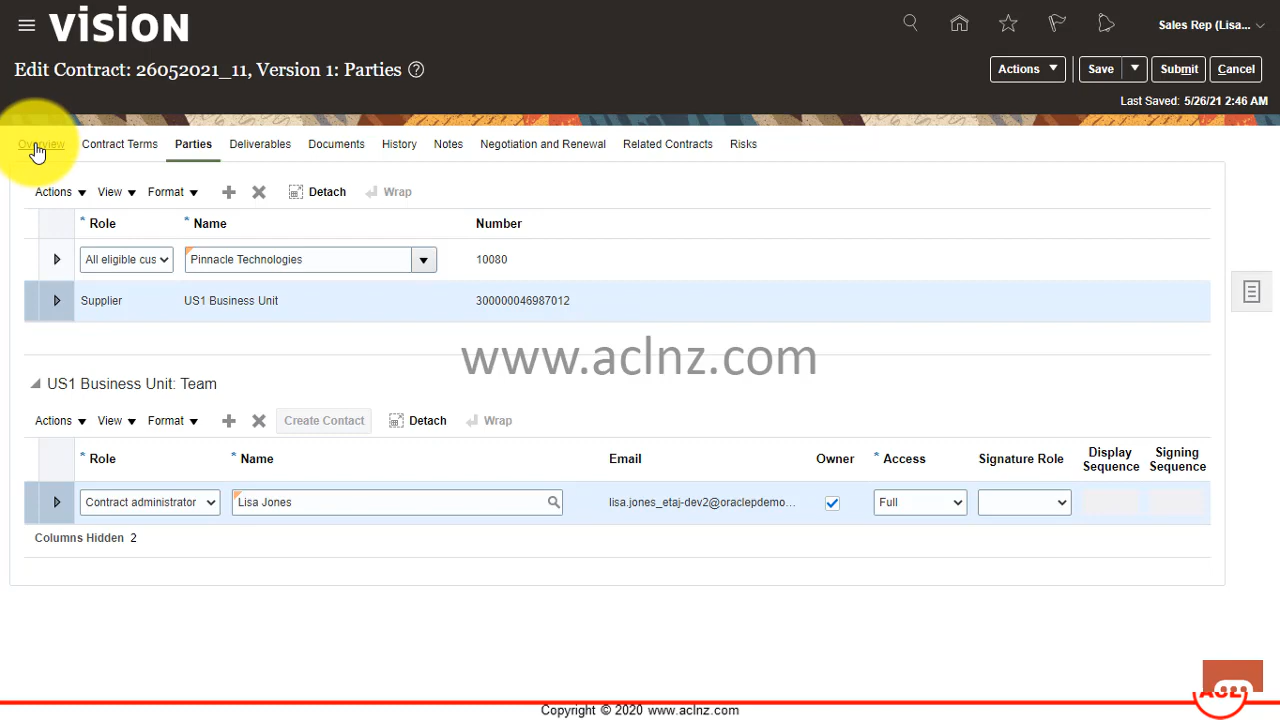 vision
Sales Rep (Lisa...
Edit Contract: 26052021_11, Version 1: Parties
Actions Save Submit Cancel
Last Saved: 5/26/21 2:46 AM
Overview Contract Terms Parties Deliverables Documents History Notes Negotiation and Renewal Related Contracts Risks
Actions View Format Detach Wrap
* Role * Name Number
All eligible cus Pinnacle Technologies 10080
Supplier US1 Business Unit 300000046987012
www.aclnz.com
US1 Business Unit: Team
Actions View Format Create Contact Detach Wrap
* Role * Name Email Owner * Access Signature Role Display Sequence Signing Sequence
Contract administrator Lisa Jones lisa.jones_etaj-dev2@oraclepdemo... Full
Columns Hidden 2
ACL
Copyright © 2020 www.aclnz.com